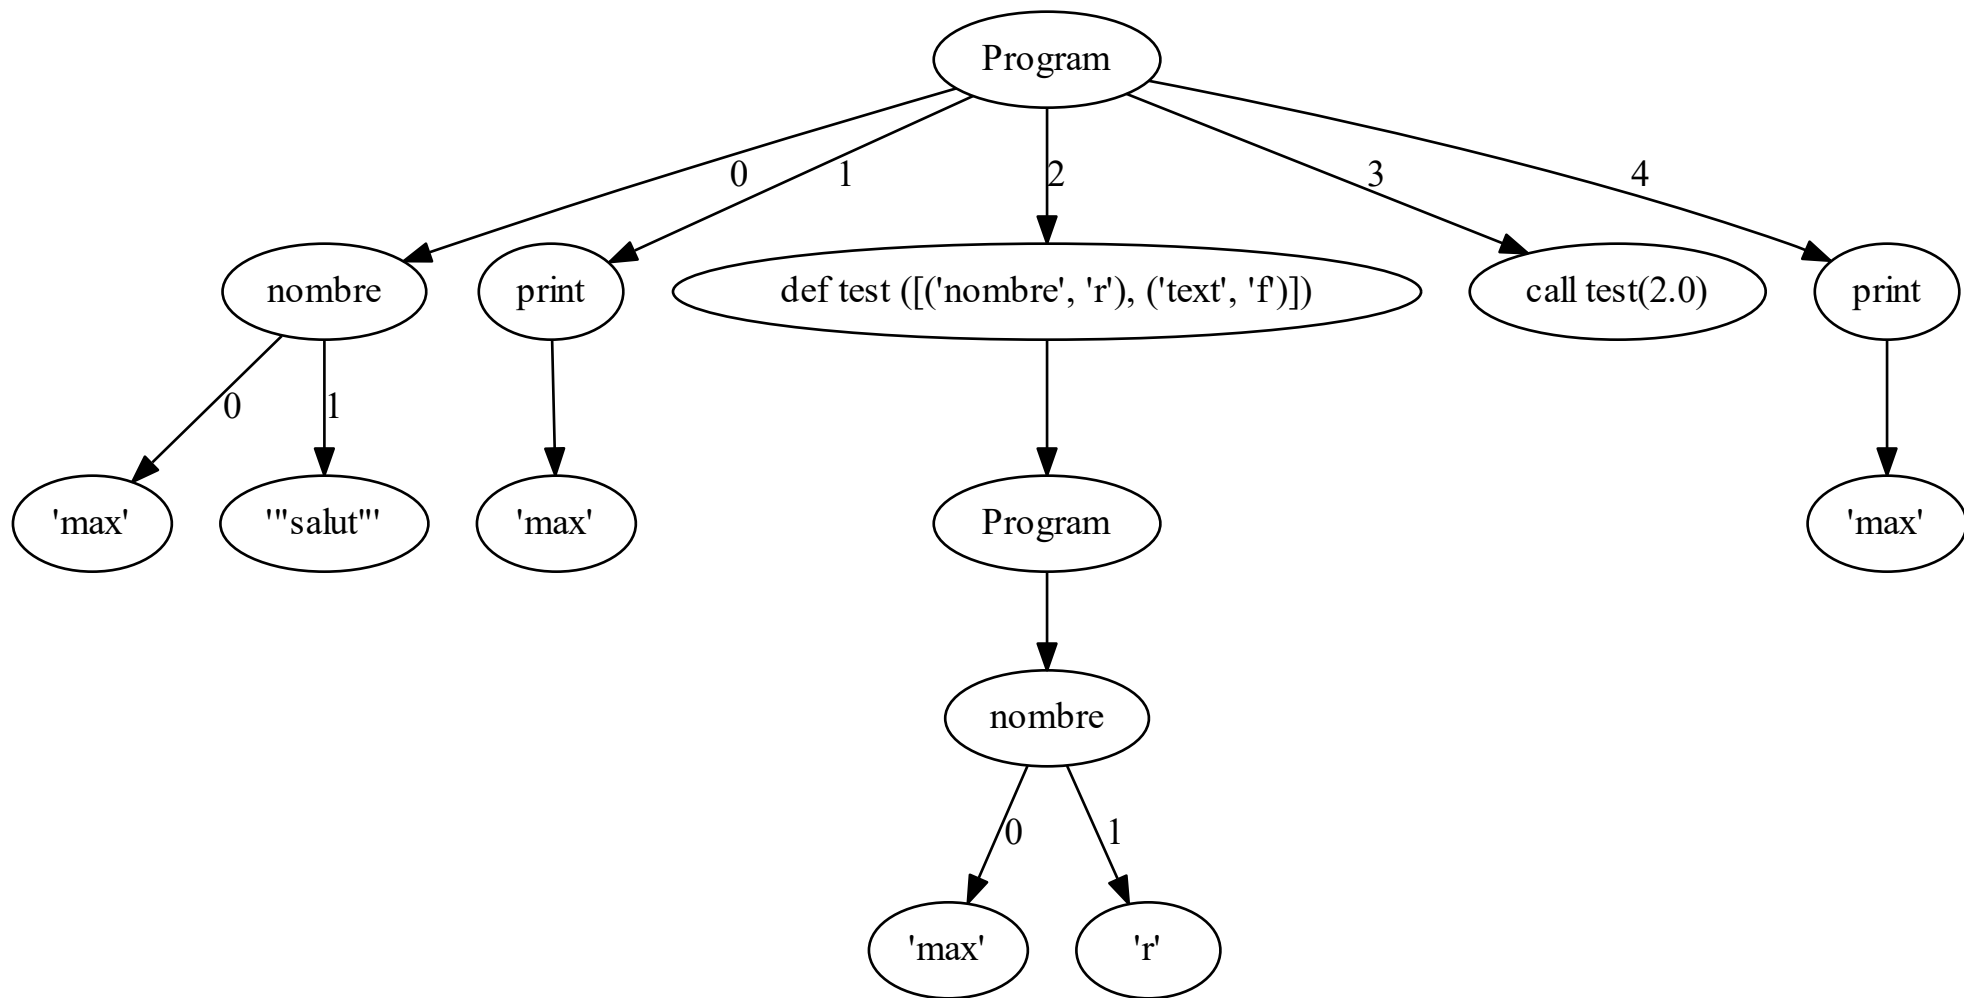 Program
0
1
2
3
4
nombre
print
def test ([('nombre', 'r'), ('text', 'f')])
call test(2.0)
print
0
1
'max'
'"salut"'
'max'
Program
'max'
nombre
0
1
'max'
'r'